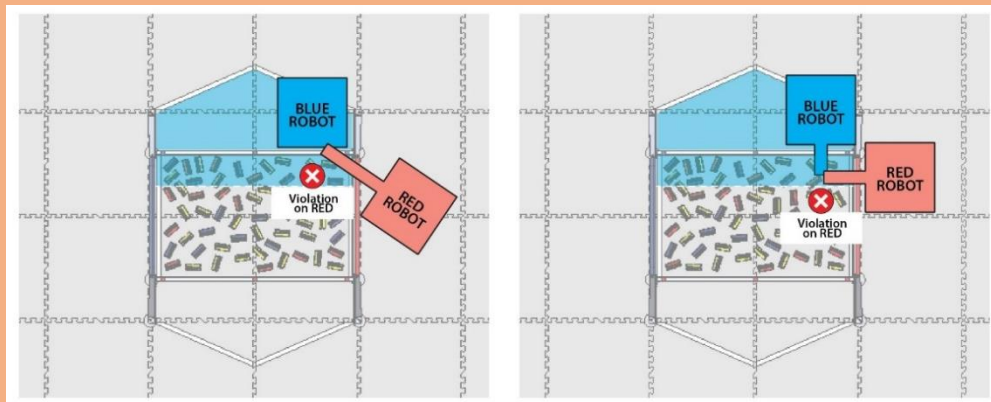 BLUE
ROBOT
RED
ROBOT
Violation
on RED
BLUE
ROBOT
RED
ROBOT
Violation
on RED